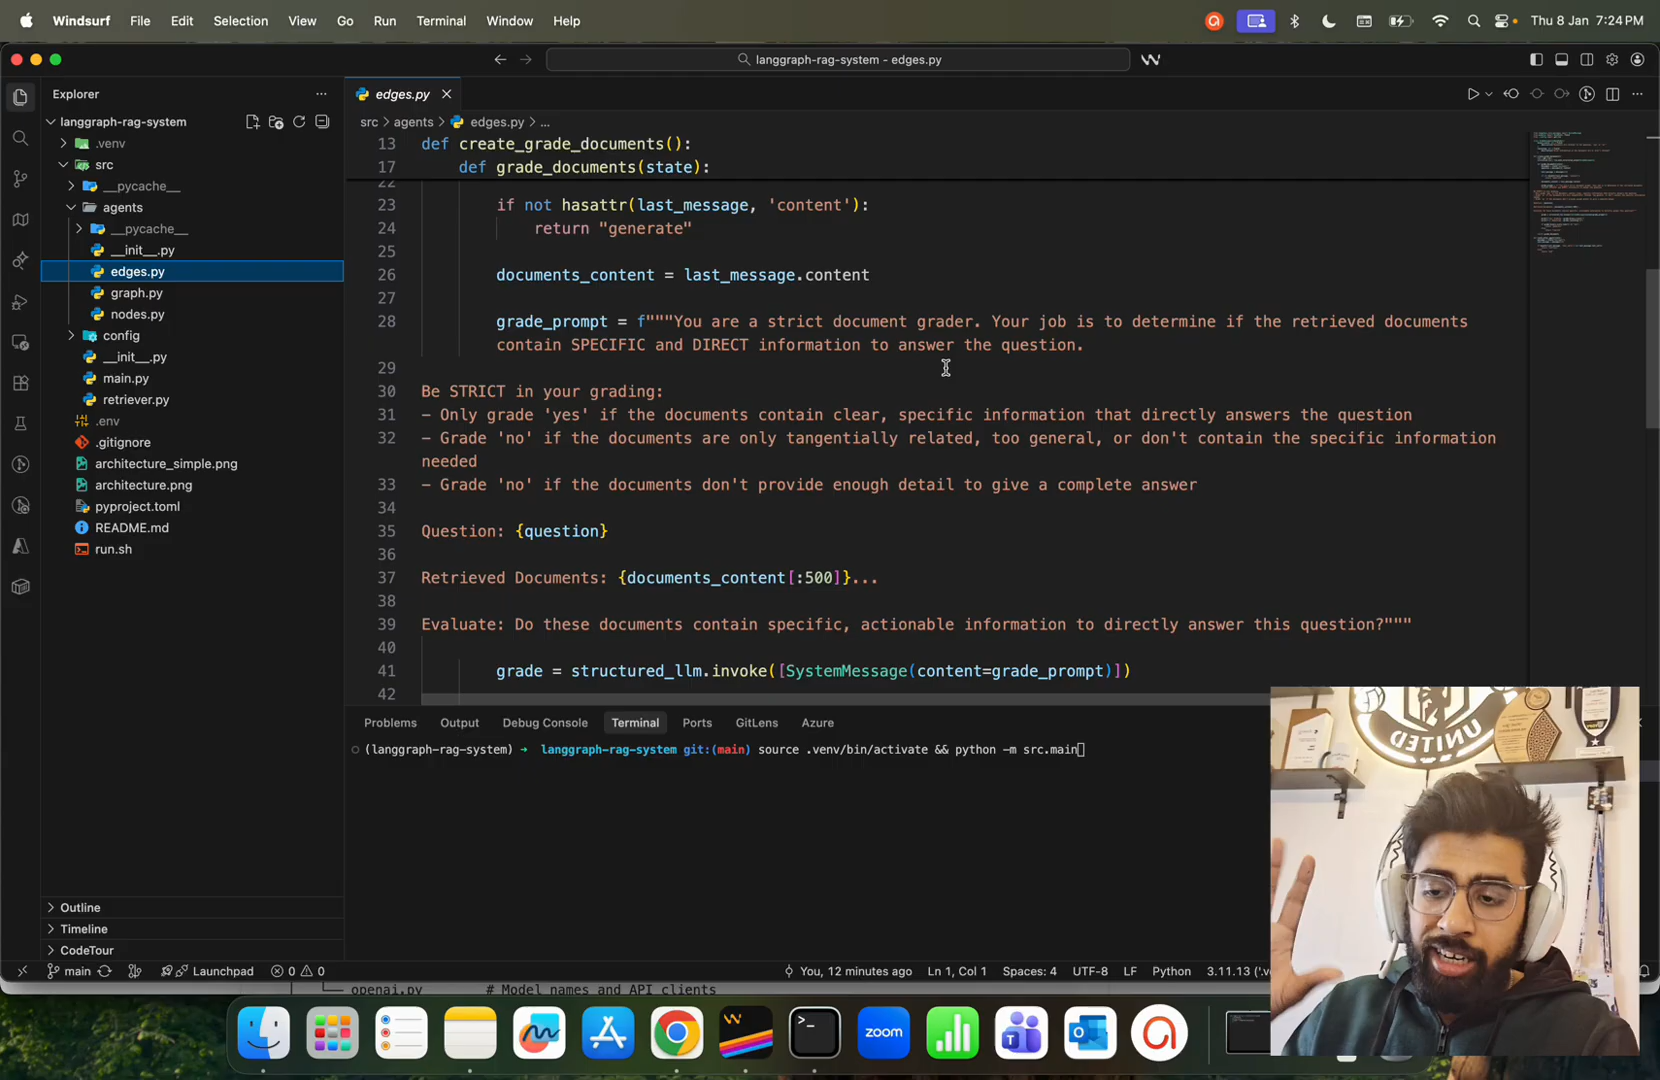 Windsurf File Edit Selection View Go Run Terminal Window Help Thu 8 Jan 7:24 PM
langgraph-rag-system - edges.py
Explorer
edges.py
langgraph-rag-system
src > agents > edges.py > ...
.venv
src
__pycache__
agents
__pycache__
__init__.py
edges.py
graph.py
nodes.py
config
__init__.py
main.py
retriever.py
.env
.gitignore
architecture_simple.png
architecture.png
pyproject.toml
README.md
run.sh
Outline
Timeline
CodeTour
13 def create_grade_documents():
17 def grade_documents(state):
22
23 if not hasattr(last_message, 'content'):
24 return "generate"
25
26 documents_content = last_message.content
27
28 grade_prompt = f"""You are a strict document grader. Your job is to determine if the retrieved documents
contain SPECIFIC and DIRECT information to answer the question.
29
30 Be STRICT in your grading:
31 - Only grade 'yes' if the documents contain clear, specific information that directly answers the question
32 - Grade 'no' if the documents are only tangentially related, too general, or don't contain the specific information
needed
33 - Grade 'no' if the documents don't provide enough detail to give a complete answer
34
35 Question: {question}
36
37 Retrieved Documents: {documents_content[:500]}...
38
39 Evaluate: Do these documents contain specific, actionable information to directly answer this question?"""
40
41 grade = structured_llm.invoke([SystemMessage(content=grade_prompt)])
42
Problems Output Debug Console Terminal Ports GitLens Azure
(langgraph-rag-system) → langgraph-rag-system git:(main) source .venv/bin/activate && python -m src.main
UNITED
main Launchpad 0 0 You, 12 minutes ago Ln 1, Col 1 Spaces: 4 UTF-8 LF Python 3.11.13 ('.v
openai.py # Model names and API clients
zoom